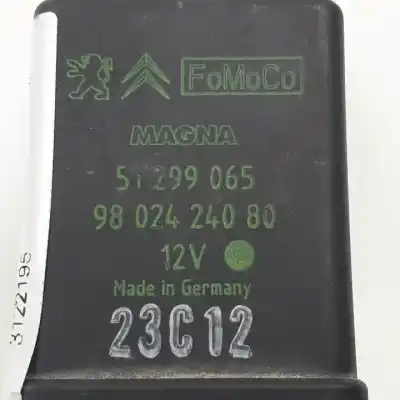 FoMoCo
MAGNA
51 299 065
98 024 240 80
12V
Made in Germany
23C12
3122195